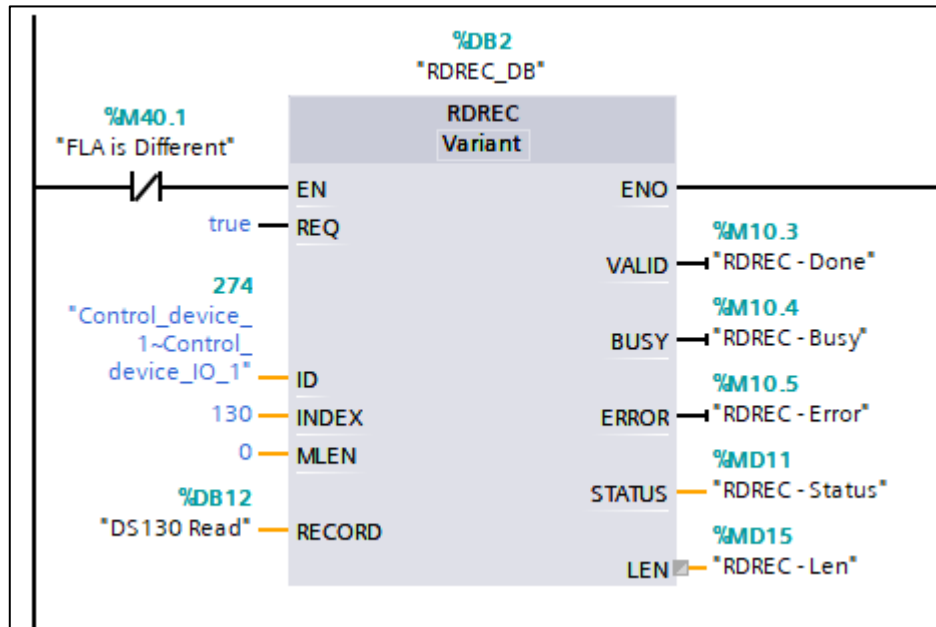 %DB2
"RDREC_DB"
%M40.1
"FLA is Different"
RDREC
Variant
EN
ENO
true
REQ
%M10.3
VALID
"RDREC - Done"
274
"Control_device_
1~Control_
device_IO_1"
ID
%M10.4
BUSY
"RDREC - Busy"
130
INDEX
%M10.5
ERROR
"RDREC - Error"
0
MLEN
%DB12
"DS130 Read"
RECORD
%MD11
STATUS
"RDREC - Status"
%MD15
LEN
"RDREC - Len"